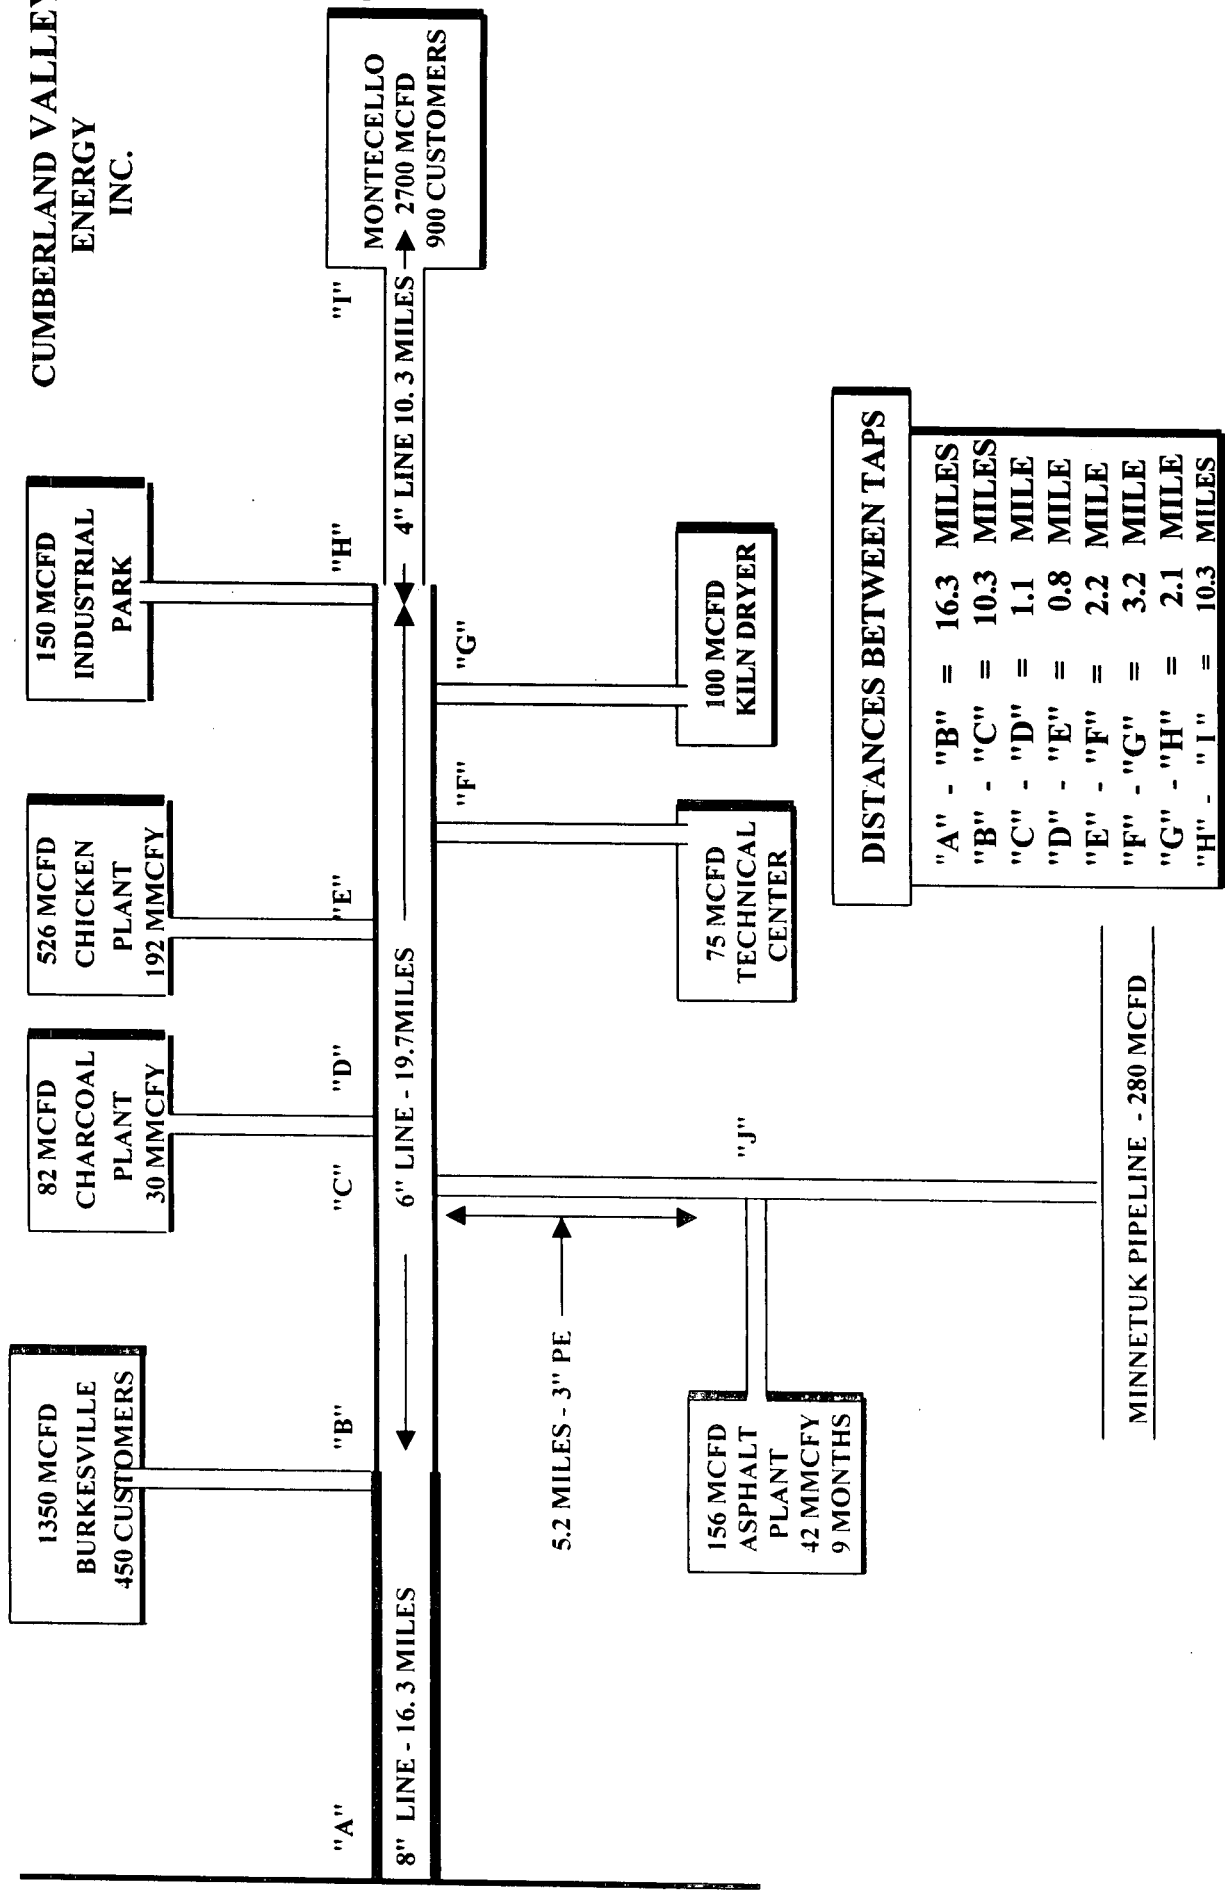 CUMBERLAND VALLEY
ENERGY
INC.
1350 MCFD
BURKESVILLE
450 CUSTOMERS
82 MCFD
CHARCOAL
PLANT
30 MMCFY
526 MCFD
CHICKEN
PLANT
192 MMCFY
150 MCFD
INDUSTRIAL
PARK
"A"
"B"
"C"
"D"
"E"
"H"
"I"
8" LINE - 16. 3 MILES
6" LINE - 19.7MILES
4" LINE 10. 3 MILES
MONTECELLO
2700 MCFD
900 CUSTOMERS
"F"
"G"
5.2 MILES - 3" PE
"J"
156 MCFD
ASPHALT
PLANT
42 MMCFY
9 MONTHS
75 MCFD
TECHNICAL
CENTER
100 MCFD
KILN DRYER
MINNETUK PIPELINE - 280 MCFD
DISTANCES BETWEEN TAPS
"A" - "B" = 16.3 MILES
"B" - "C" = 10.3 MILES
"C" - "D" = 1.1 MILE
"D" - "E" = 0.8 MILE
"E" - "F" = 2.2 MILE
"F" - "G" = 3.2 MILE
"G" - "H" = 2.1 MILE
"H" - "I" = 10.3 MILES